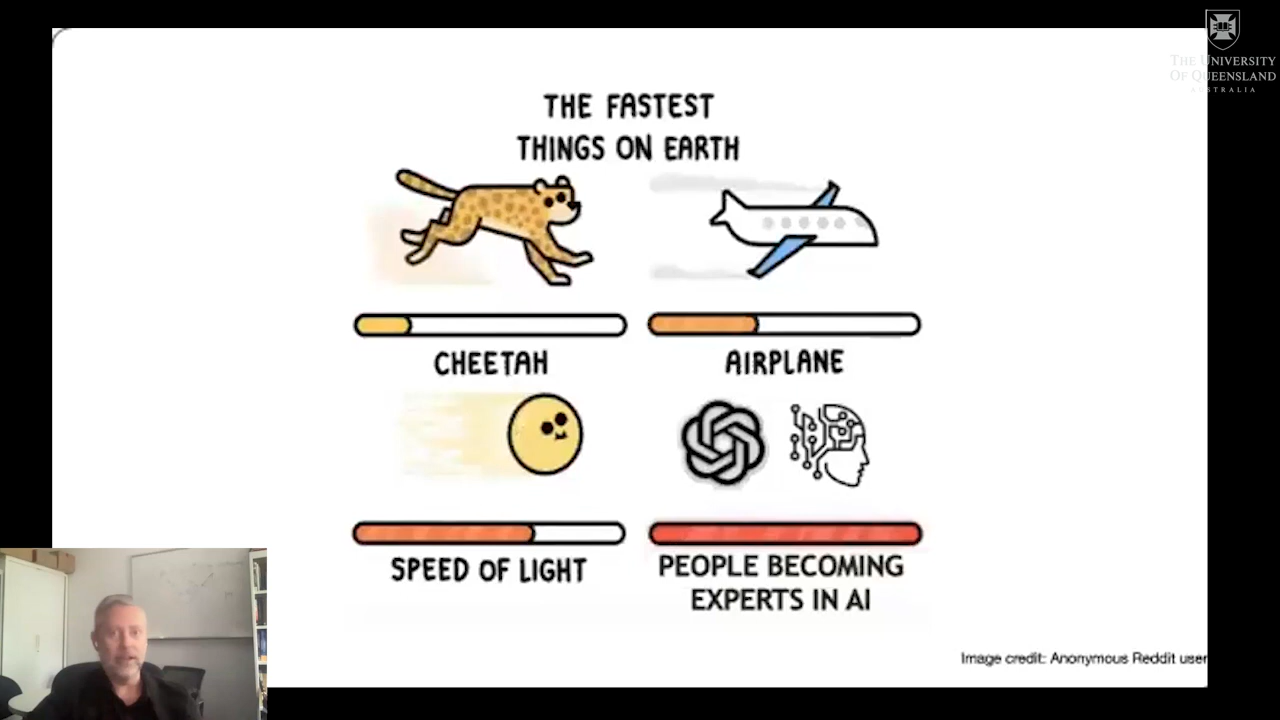 THE UNIVERSITY
OF QUEENSLAND
AUSTRALIA
THE FASTEST
THINGS ON EARTH
CHEETAH
AIRPLANE
SPEED OF LIGHT
PEOPLE BECOMING
EXPERTS IN AI
Image credit: Anonymous Reddit user